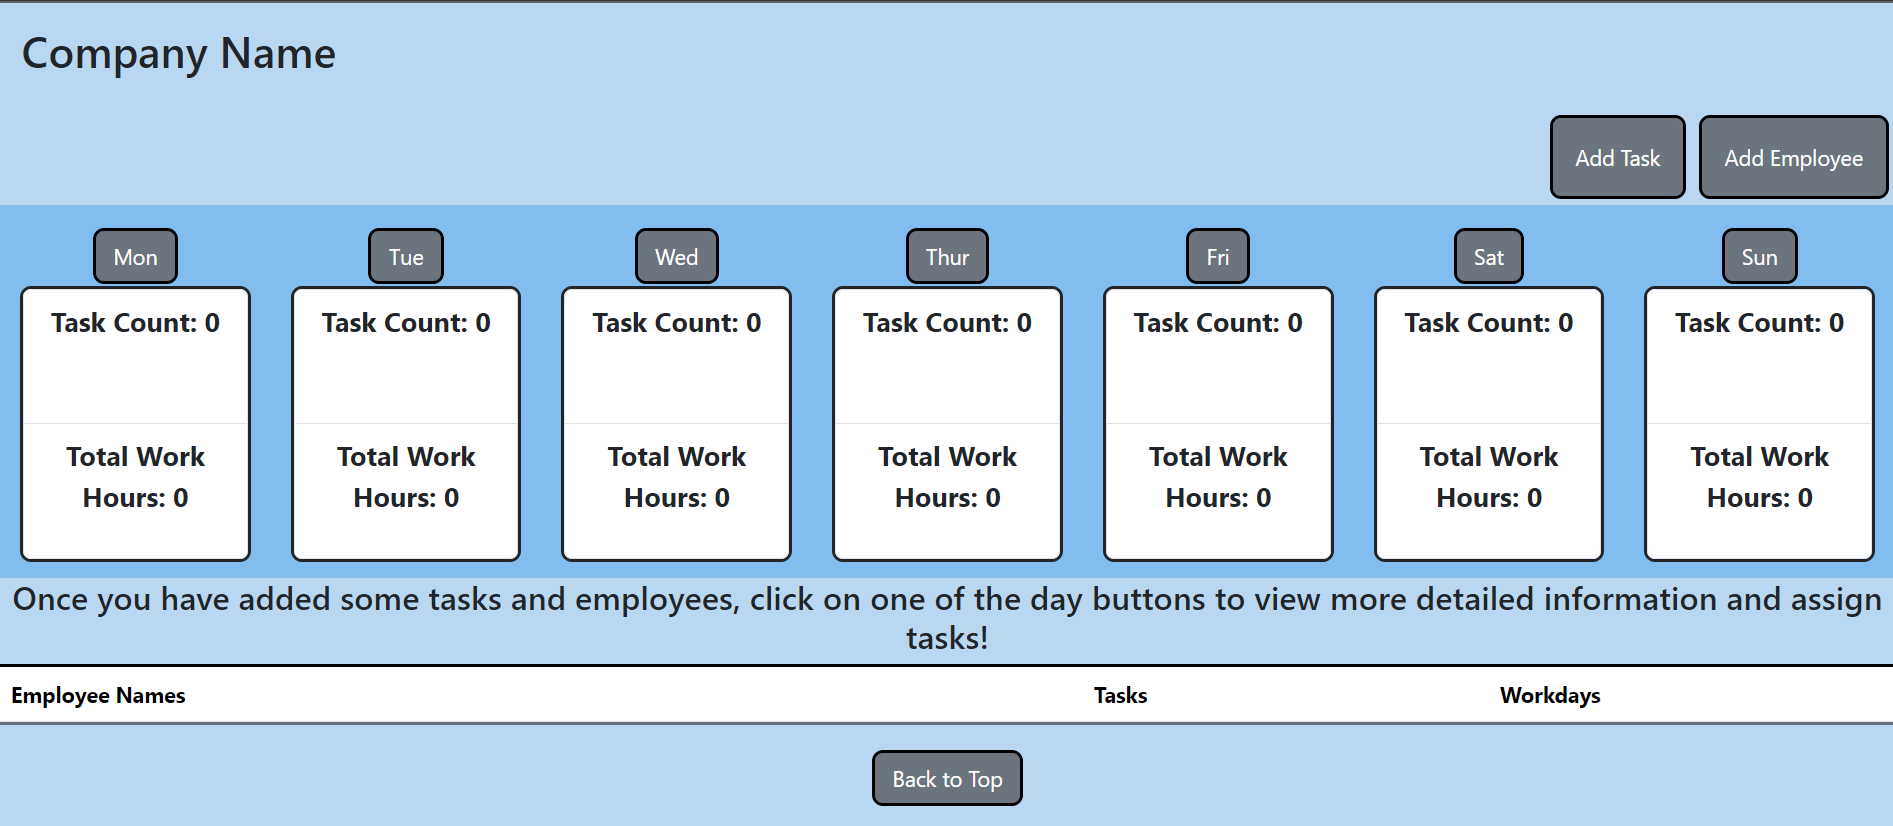 Company Name
Add Task
Add Employee
Mon
Tue
Wed
Thur
Fri
Sat
Sun
Task Count: 0
Task Count: 0
Task Count: 0
Task Count: 0
Task Count: 0
Task Count: 0
Task Count: 0
Total Work
Hours: 0
Total Work
Hours: 0
Total Work
Hours: 0
Total Work
Hours: 0
Total Work
Hours: 0
Total Work
Hours: 0
Total Work
Hours: 0
Once you have added some tasks and employees, click on one of the day buttons to view more detailed information and assign
tasks!
Employee Names
Tasks
Workdays
Back to Top